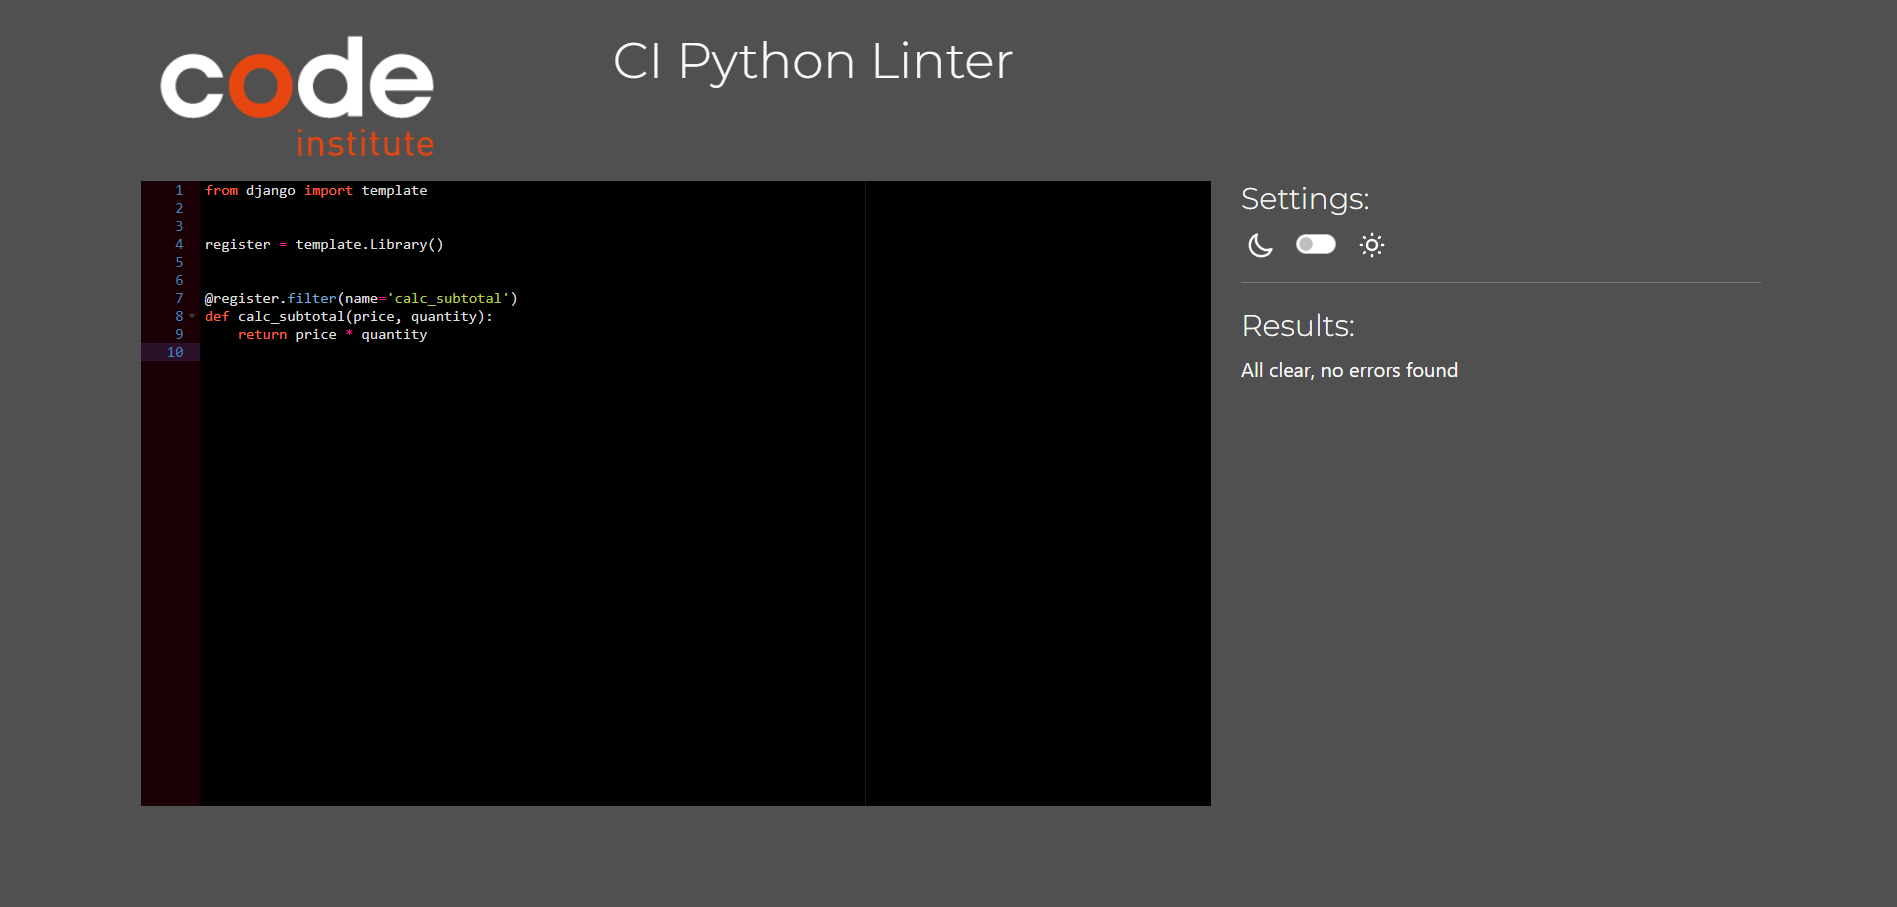 code
institute
CI Python Linter
1 from django import template
2
3
4 register = template.Library()
5
6
7 @register.filter(name='calc_subtotal')
8 def calc_subtotal(price, quantity):
9     return price * quantity
10
Settings:
Results:
All clear, no errors found